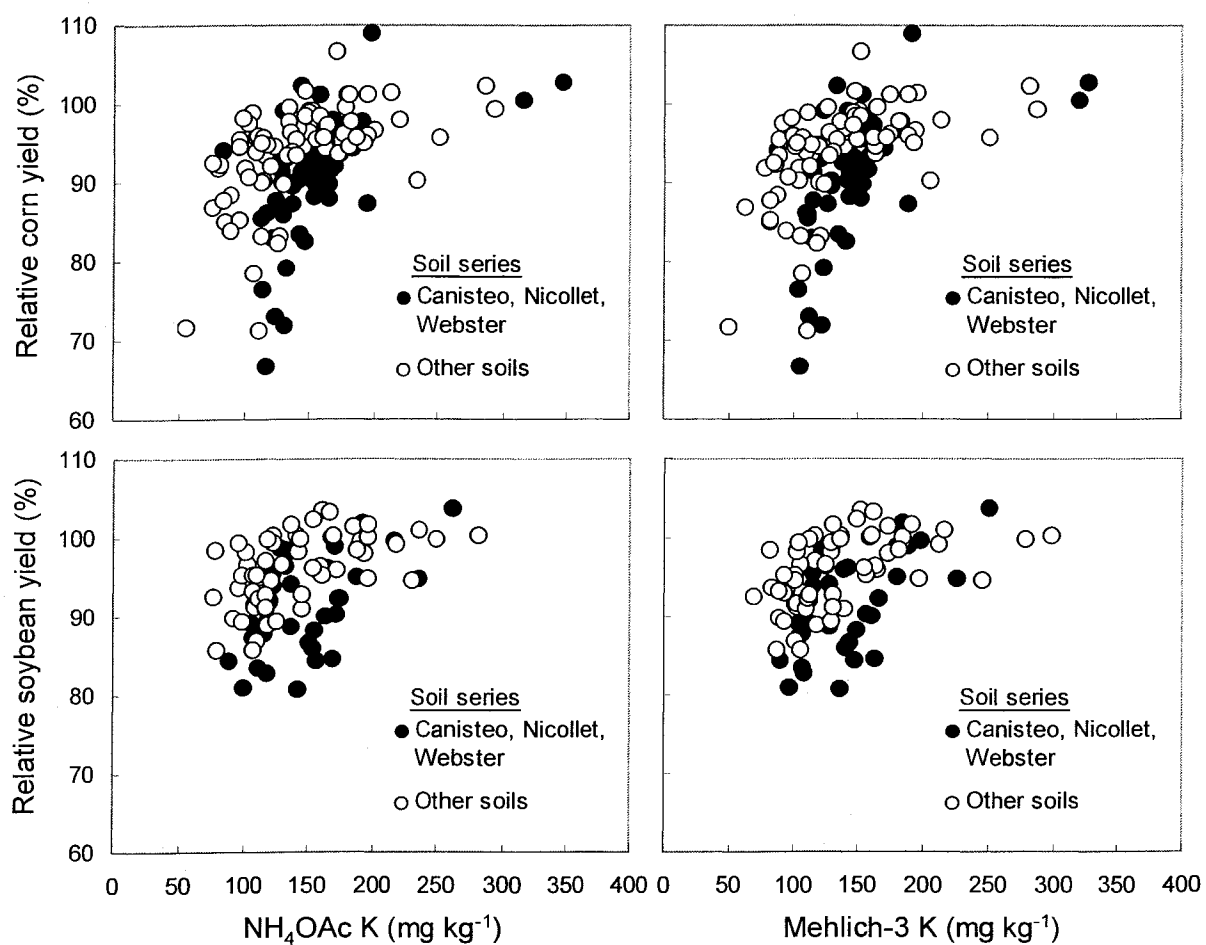 110
100
90
80
70
60
Relative corn yield (%)
Soil series
Canisteo, Nicollet,
Webster
Other soils
Soil series
Canisteo, Nicollet,
Webster
Other soils
110
100
90
80
70
60
Relative soybean yield (%)
Soil series
Canisteo, Nicollet,
Webster
Other soils
Soil series
Canisteo, Nicollet,
Webster
Other soils
0 50 100 150 200 250 300 350 400
0 50 100 150 200 250 300 350 400
NH₄OAc K (mg kg⁻¹)
Mehlich-3 K (mg kg⁻¹)